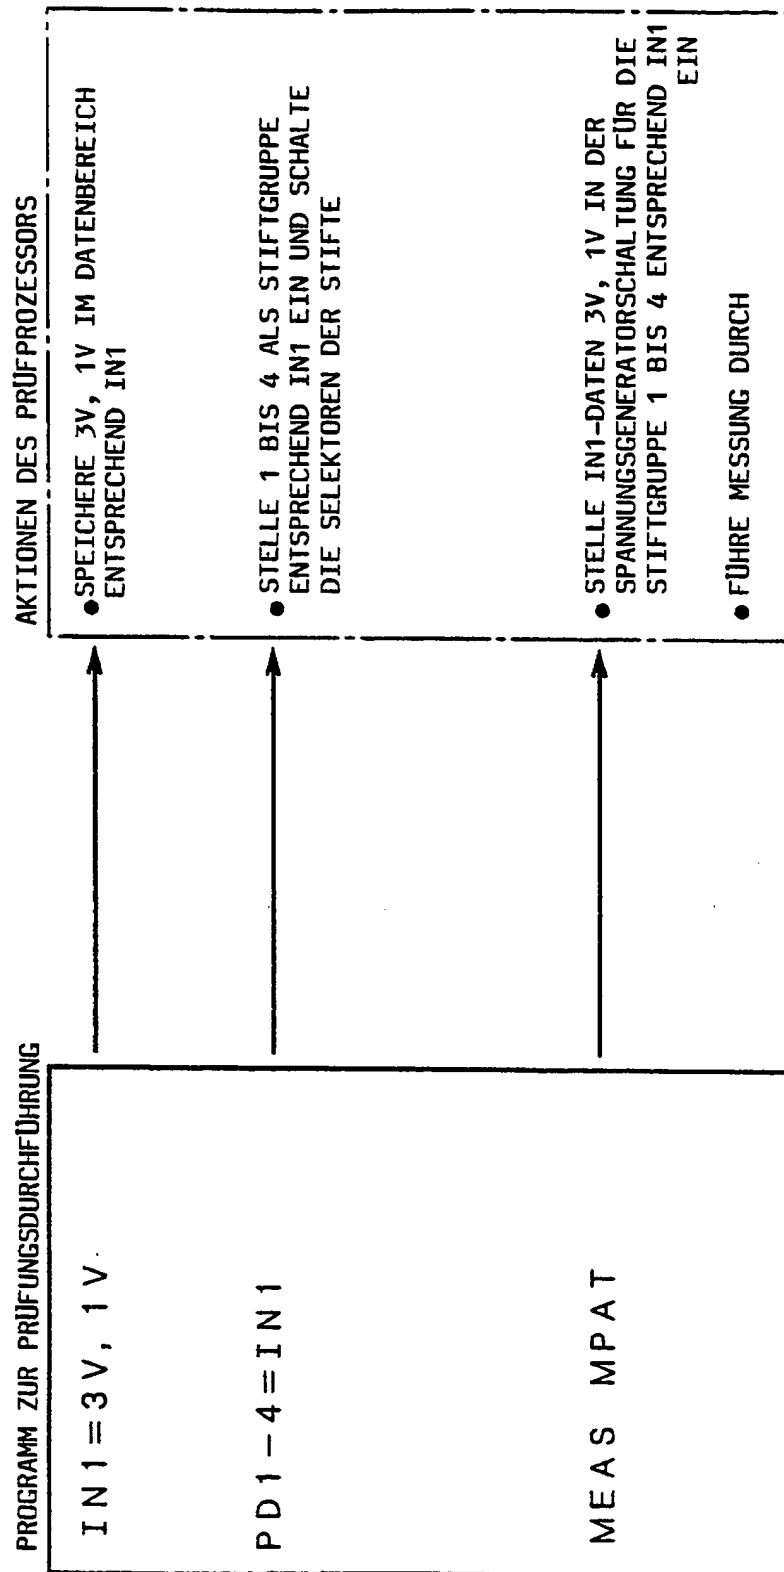 PROGRAMM ZUR PRÜFUNGSDURCHFÜHRUNG
IN1=3V, 1V
PD1-4=IN1
MEAS MPAT
AKTIONEN DES PRÜFPROZESSORS
● SPEICHERE 3V, 1V IM DATENBEREICH
ENTSPRECHEND IN1
● STELLE 1 BIS 4 ALS STIFTGRUPPE
ENTSPRECHEND IN1 EIN UND SCHALTE
DIE SELEKTOREN DER STIFTE
● STELLE IN1-DATEN 3V, 1V IN DER
SPANNUNGSGENERATORSCHALTUNG FÜR DIE
STIFTGRUPPE 1 BIS 4 ENTSPRECHEND IN1
EIN
● FÜHRE MESSUNG DURCH